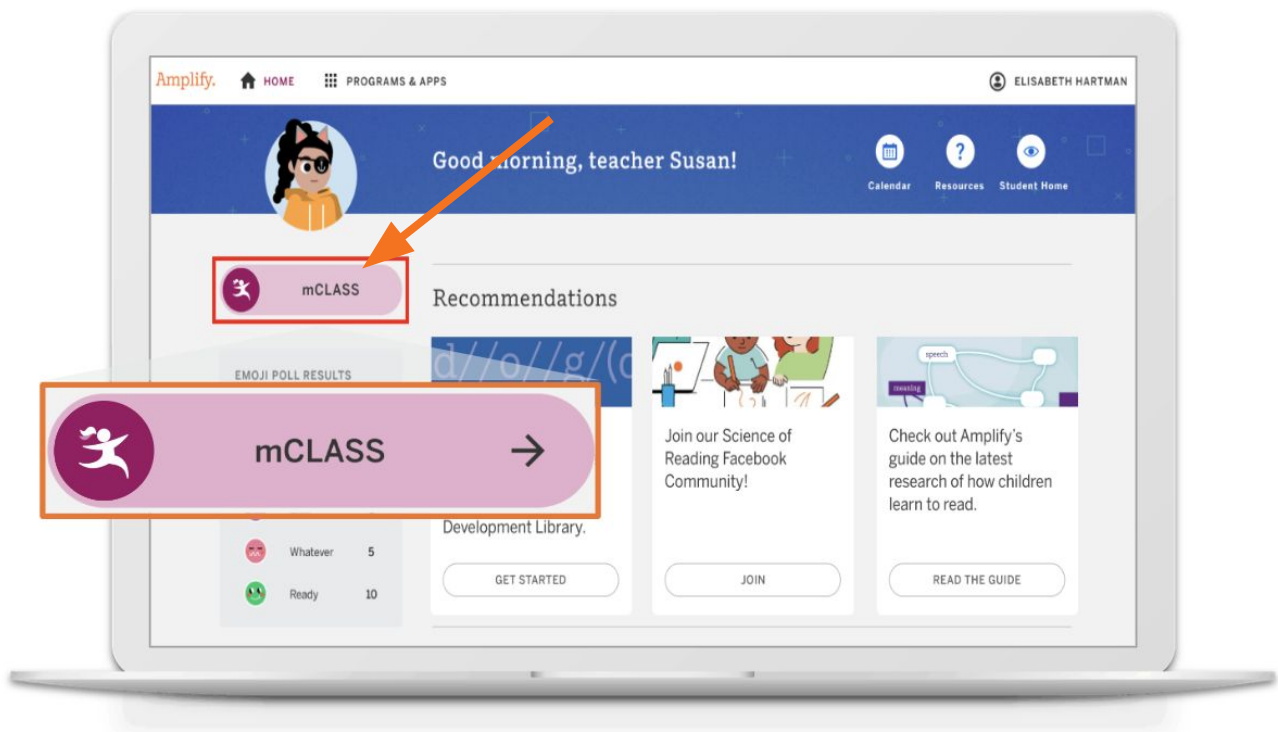 Amplify.
HOME
PROGRAMS & APPS
ELISABETH HARTMAN
Good morning, teacher Susan!
Calendar
Resources
Student Home
mCLASS
Recommendations
EMOJI POLL RESULTS
d//o//g/(c
speech
meaning
mCLASS
Development Library.
GET STARTED
Join our Science of
Reading Facebook
Community!
JOIN
Check out Amplify's
guide on the latest
research of how children
learn to read.
READ THE GUIDE
Whatever 5
Ready 10